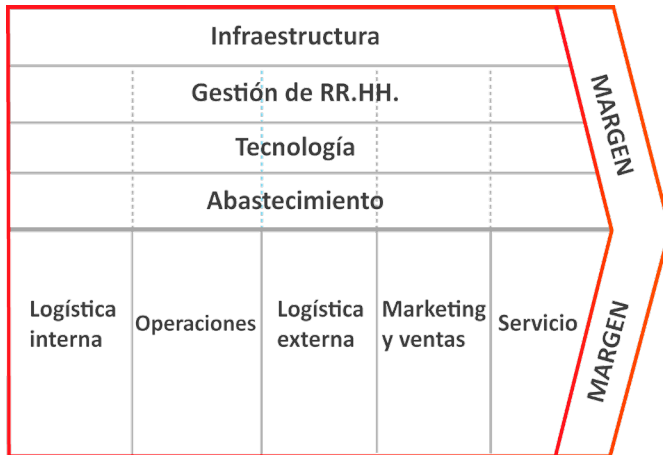 Infraestructura
Gestión de RR.HH.
Tecnología
Abastecimiento
MARGEN
Logística
interna
Operaciones
Logística
externa
Marketing
y ventas
Servicio
MARGEN